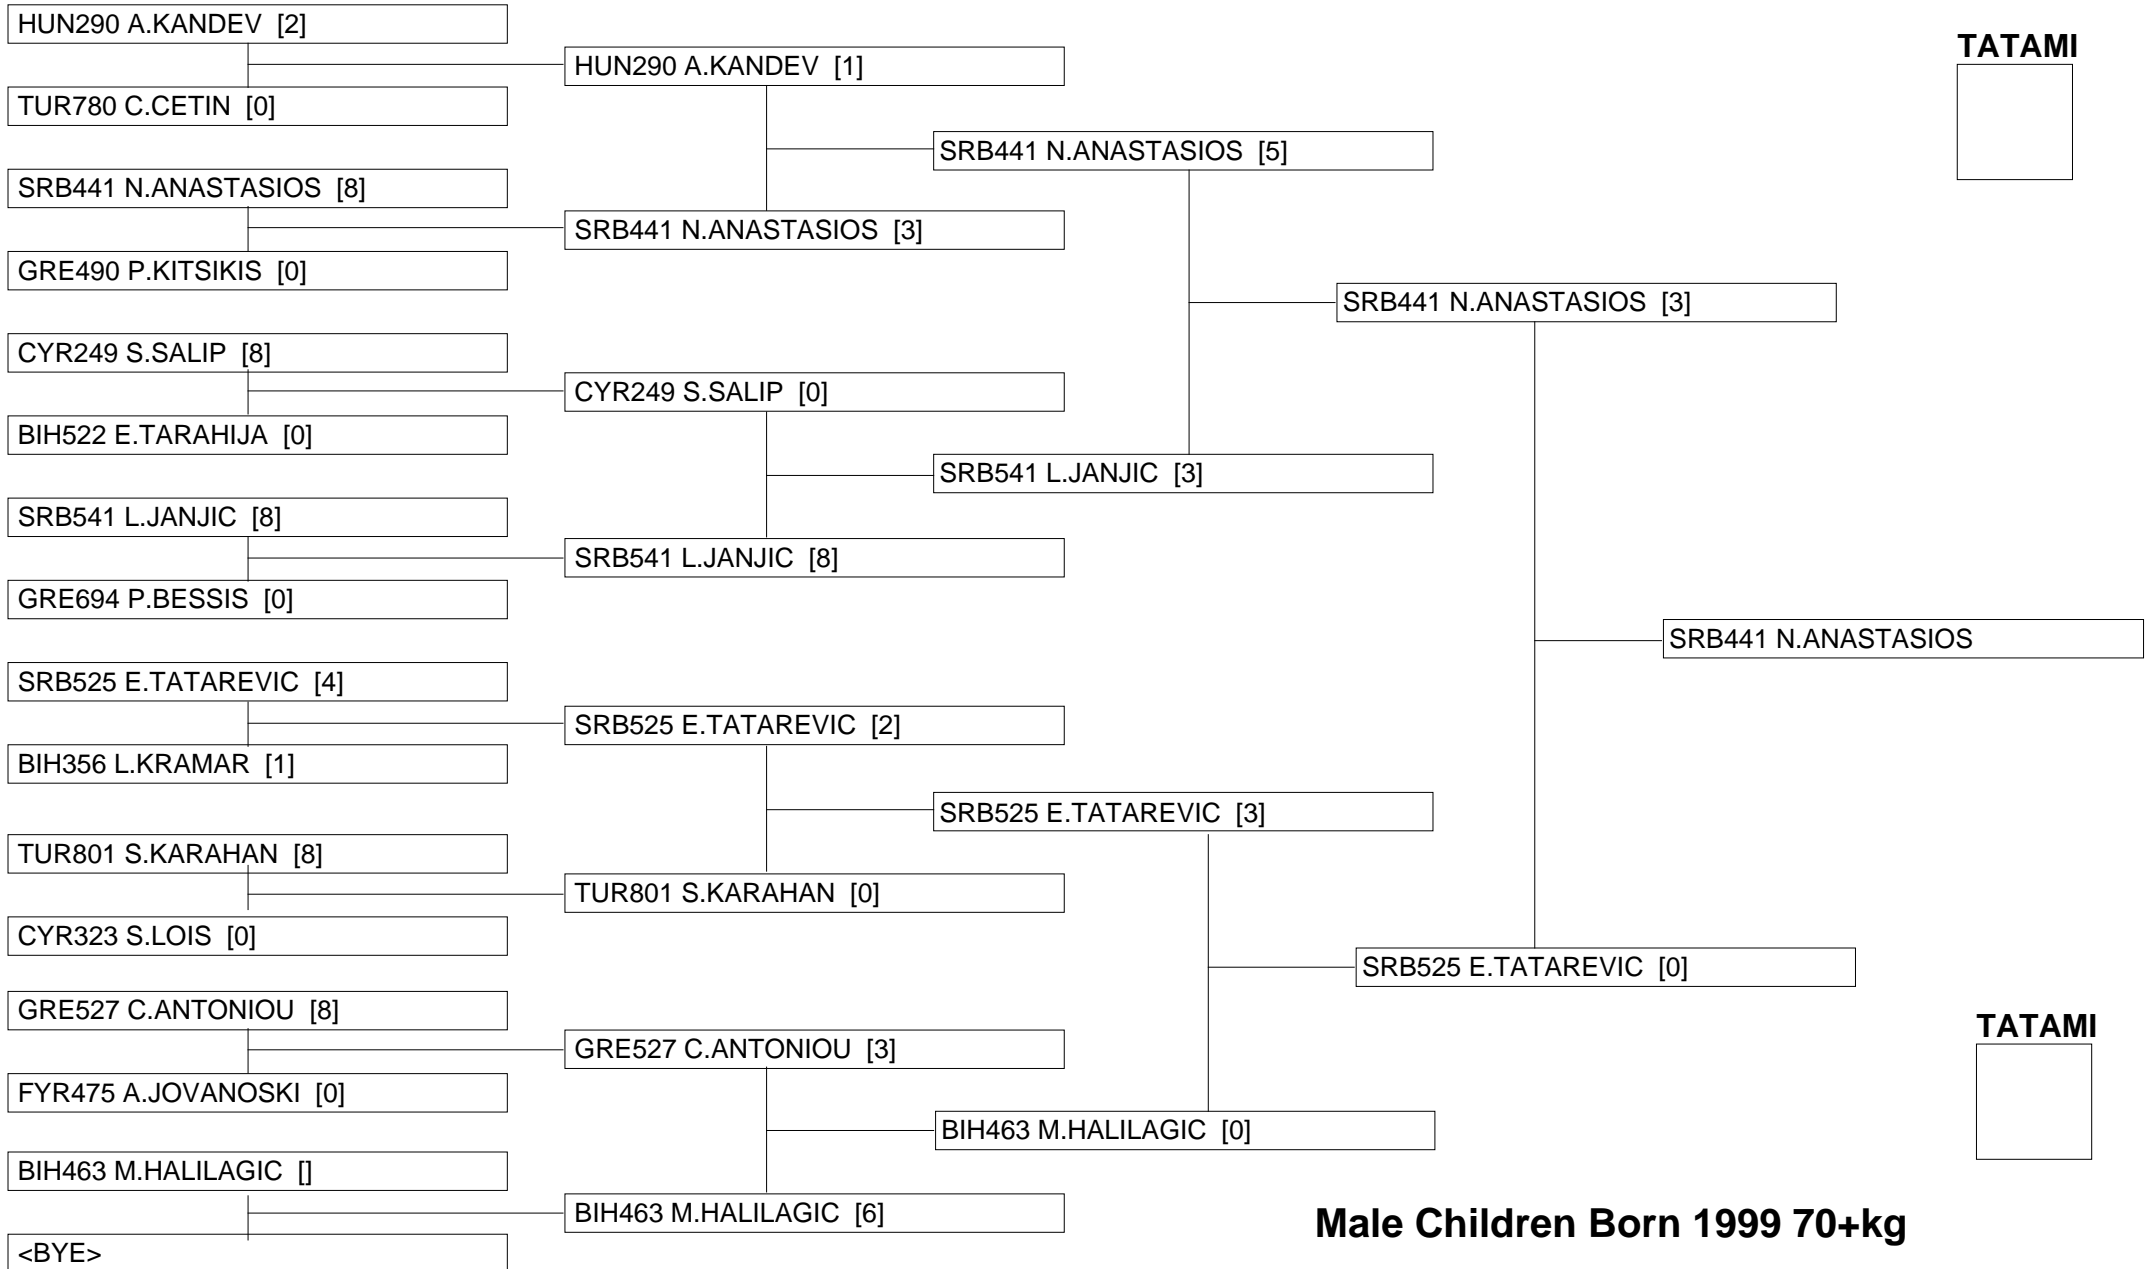 HUN290 A.KANDEV [2]
TUR780 C.CETIN [0]
SRB441 N.ANASTASIOS [8]
GRE490 P.KITSIKIS [0]
CYR249 S.SALIP [8]
BIH522 E.TARAHIJA [0]
SRB541 L.JANJIC [8]
GRE694 P.BESSIS [0]
SRB525 E.TATAREVIC [4]
BIH356 L.KRAMAR [1]
TUR801 S.KARAHAN [8]
CYR323 S.LOIS [0]
GRE527 C.ANTONIOU [8]
FYR475 A.JOVANOSKI [0]
BIH463 M.HALILAGIC []
<BYE>
HUN290 A.KANDEV [1]
SRB441 N.ANASTASIOS [3]
CYR249 S.SALIP [0]
SRB541 L.JANJIC [8]
SRB525 E.TATAREVIC [2]
TUR801 S.KARAHAN [0]
GRE527 C.ANTONIOU [3]
BIH463 M.HALILAGIC [6]
SRB441 N.ANASTASIOS [5]
SRB541 L.JANJIC [3]
SRB525 E.TATAREVIC [3]
BIH463 M.HALILAGIC [0]
SRB441 N.ANASTASIOS [3]
SRB525 E.TATAREVIC [0]
SRB441 N.ANASTASIOS
TATAMI
TATAMI
Male Children Born 1999 70+kg